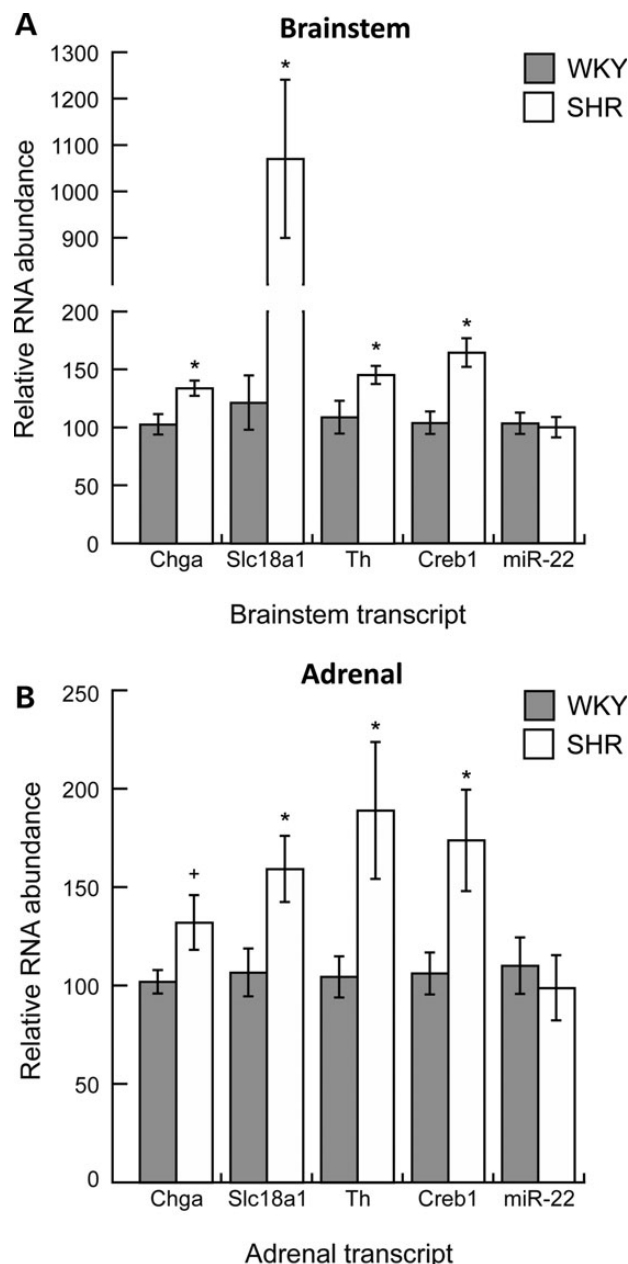 A
Brainstem
1300
1200
1100
1000
900
200
150
100
50
0
Relative RNA abundance
WKY
SHR
*
*
*
*
Chga Slc18a1 Th Creb1 miR-22
Brainstem transcript
B
Adrenal
250
200
150
100
50
0
Relative RNA abundance
WKY
SHR
+
*
*
*
Chga Slc18a1 Th Creb1 miR-22
Adrenal transcript